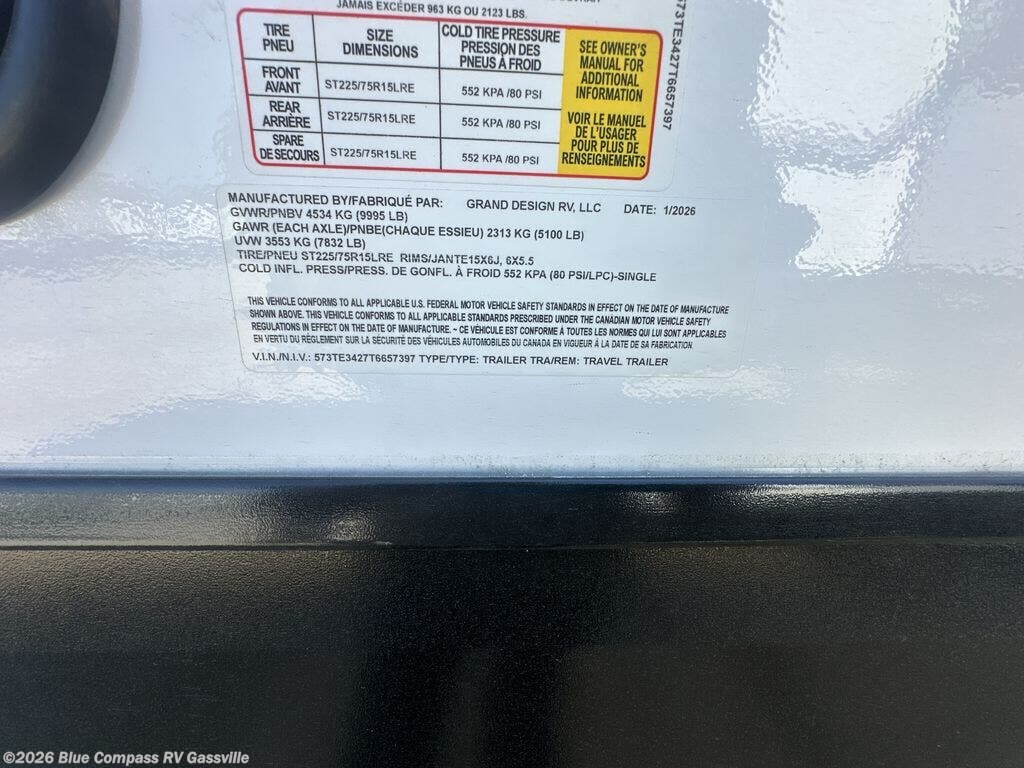 JAMAIS EXCÉDER 963 KG OU 2123 LBS.
TIRE PNEU SIZE DIMENSIONS COLD TIRE PRESSURE PRESSION DES PNEUS À FROID
FRONT AVANT ST225/75R15LRE 552 KPA /80 PSI
REAR ARRIÈRE ST225/75R15LRE 552 KPA /80 PSI
SPARE DE SECOURS ST225/75R15LRE 552 KPA /80 PSI
SEE OWNER'S
MANUAL FOR
ADDITIONAL
INFORMATION
VOIR LE MANUEL
DE L'USAGER
POUR PLUS DE
RENSEIGNEMENTS
573TE3427T6657397
MANUFACTURED BY/FABRIQUÉ PAR: GRAND DESIGN RV, LLC DATE: 1/2026
GVWR/PNBV 4534 KG (9995 LB)
GAWR (EACH AXLE)/PNBE(CHAQUE ESSIEU) 2313 KG (5100 LB)
UVW 3553 KG (7832 LB)
TIRE/PNEU ST225/75R15LRE RIMS/JANTE15X6J, 6X5.5
COLD INFL. PRESS/PRESS. DE GONFL. À FROID 552 KPA (80 PSI/LPC)-SINGLE
THIS VEHICLE CONFORMS TO ALL APPLICABLE U.S. FEDERAL MOTOR VEHICLE SAFETY STANDARDS IN EFFECT ON THE DATE OF MANUFACTURE
SHOWN ABOVE. THIS VEHICLE CONFORMS TO ALL APPLICABLE STANDARDS PRESCRIBED UNDER THE CANADIAN MOTOR VEHICLE SAFETY
REGULATIONS IN EFFECT ON THE DATE OF MANUFACTURE. ~ CE VÉHICULE EST CONFORME À TOUTES LES NORMES QUI LUI SONT APPLICABLES
EN VERTU DU RÈGLEMENT SUR LA SÉCURITÉ DES VÉHICULES AUTOMOBILES DU CANADA EN VIGUEUR À LA DATE DE SA FABRICATION.
V.I.N./N.I.V.: 573TE3427T6657397 TYPE/TYPE: TRAILER TRA/REM: TRAVEL TRAILER
©2026 Blue Compass RV Gassville